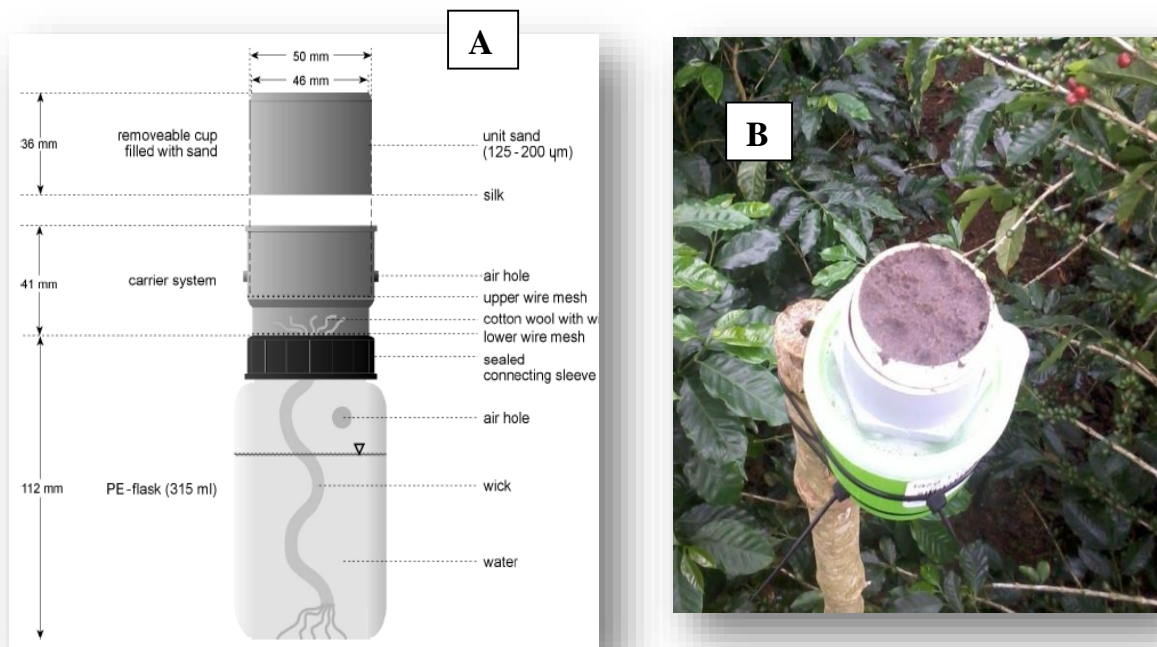 A
50 mm
46 mm
36 mm
removeable cup
filled with sand
unit sand
(125-200 ųm)
silk
41 mm
carrier system
air hole
upper wire mesh
cotton wool with wi
lower wire mesh
sealed
connecting sleeve
air hole
112 mm
PE-flask (315 ml)
wick
water
B